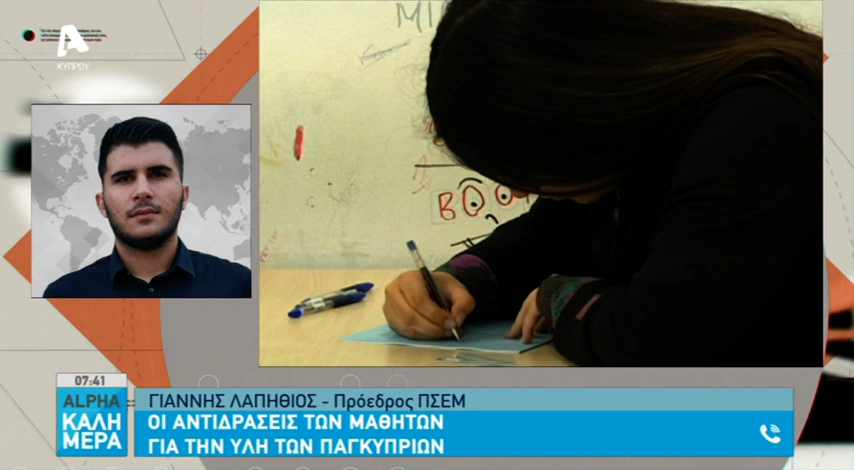 ΚΥΠΡΟΥ
07:41
ALPHA
ΚΑΛΗ
ΜΕΡΑ
ΓΙΑΝΝΗΣ ΛΑΠΗΘΙΟΣ - Πρόεδρος ΠΣΕΜ
ΟΙ ΑΝΤΙΔΡΑΣΕΙΣ ΤΩΝ ΜΑΘΗΤΩΝ
ΓΙΑ ΤΗΝ ΥΛΗ ΤΩΝ ΠΑΓΚΥΠΡΙΩΝ